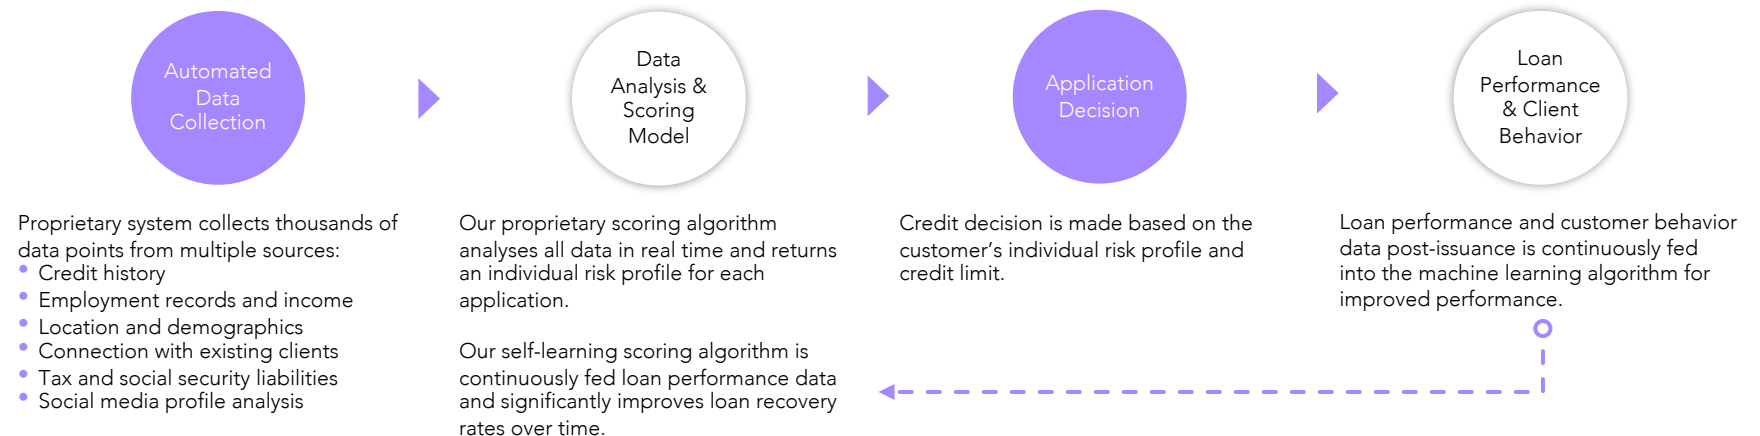 Automated
Data
Collection
Data
Analysis &
Scoring
Model
Application
Decision
Loan
Performance
& Client
Behavior
Proprietary system collects thousands of
data points from multiple sources:
• Credit history
• Employment records and income
• Location and demographics
• Connection with existing clients
• Tax and social security liabilities
• Social media profile analysis
Our proprietary scoring algorithm
analyses all data in real time and returns
an individual risk profile for each
application.
Our self-learning scoring algorithm is
continuously fed loan performance data
and significantly improves loan recovery
rates over time.
Credit decision is made based on the
customer’s individual risk profile and
credit limit.
Loan performance and customer behavior
data post-issuance is continuously fed
into the machine learning algorithm for
improved performance.